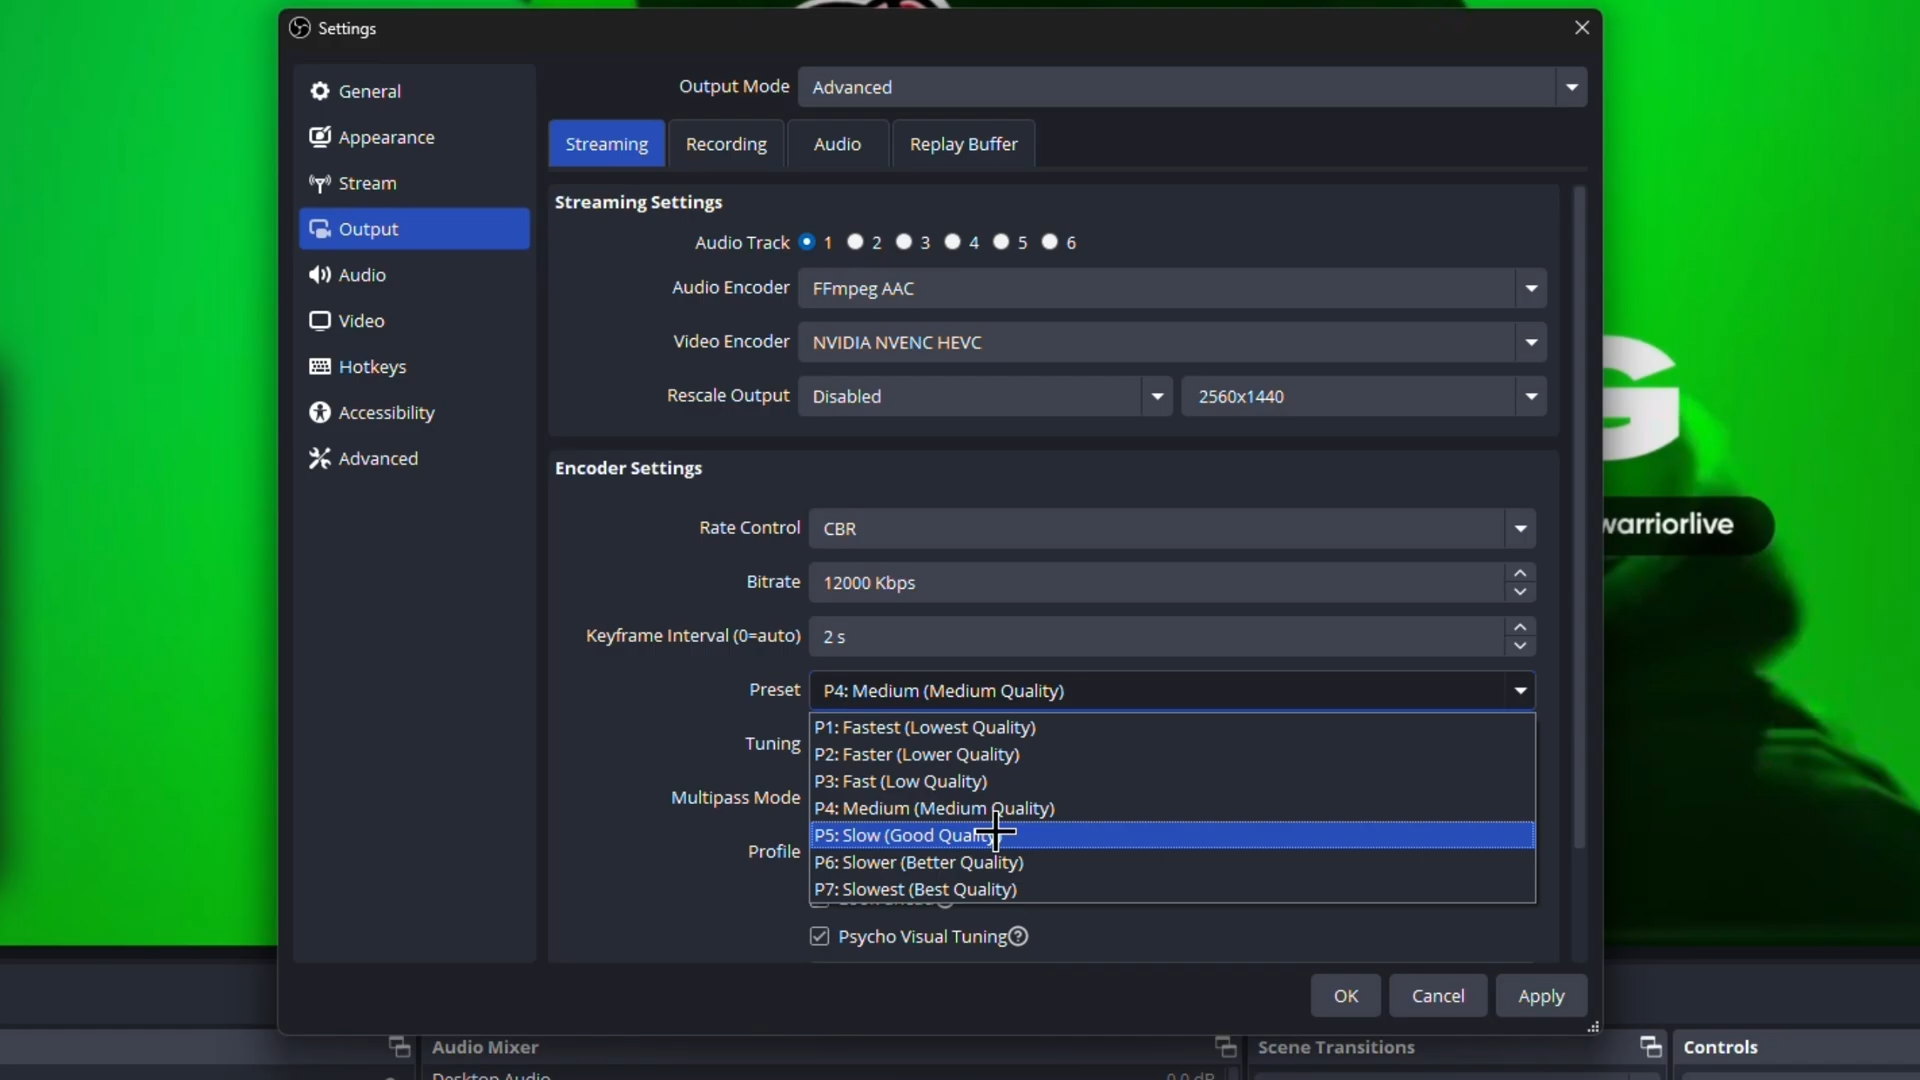 Settings
General
Appearance
Stream
Output
Audio
Video
Hotkeys
Accessibility
Advanced
Output Mode Advanced
Streaming Recording Audio Replay Buffer
Streaming Settings
Audio Track 1 2 3 4 5 6
Audio Encoder FFmpeg AAC
Video Encoder NVIDIA NVENC HEVC
Rescale Output Disabled 2560x1440
Encoder Settings
Rate Control CBR
Bitrate 12000 Kbps
Keyframe Interval (0=auto) 2 s
Preset P4: Medium (Medium Quality)
P1: Fastest (Lowest Quality)
P2: Faster (Lower Quality)
P3: Fast (Low Quality)
P4: Medium (Medium Quality)
P5: Slow (Good Quality)
P6: Slower (Better Quality)
P7: Slowest (Best Quality)
Tuning
Multipass Mode
Profile
Psycho Visual Tuning
OK Cancel Apply
G
warriorlive
Audio Mixer Scene Transitions Controls
Desktop Audio 0.0 dB